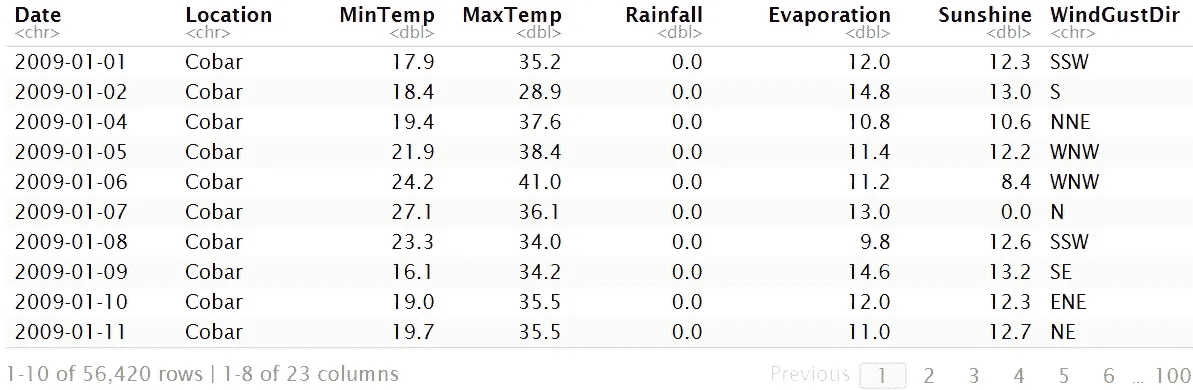 Date Location MinTemp MaxTemp Rainfall Evaporation Sunshine WindGustDir
<chr> <chr> <dbl> <dbl> <dbl> <dbl> <dbl> <chr>
2009-01-01 Cobar 17.9 35.2 0.0 12.0 12.3 SSW
2009-01-02 Cobar 18.4 28.9 0.0 14.8 13.0 S
2009-01-04 Cobar 19.4 37.6 0.0 10.8 10.6 NNE
2009-01-05 Cobar 21.9 38.4 0.0 11.4 12.2 WNW
2009-01-06 Cobar 24.2 41.0 0.0 11.2 8.4 WNW
2009-01-07 Cobar 27.1 36.1 0.0 13.0 0.0 N
2009-01-08 Cobar 23.3 34.0 0.0 9.8 12.6 SSW
2009-01-09 Cobar 16.1 34.2 0.0 14.6 13.2 SE
2009-01-10 Cobar 19.0 35.5 0.0 12.0 12.3 ENE
2009-01-11 Cobar 19.7 35.5 0.0 11.0 12.7 NE
1-10 of 56,420 rows | 1-8 of 23 columns Previous 1 2 3 4 5 6 ... 100